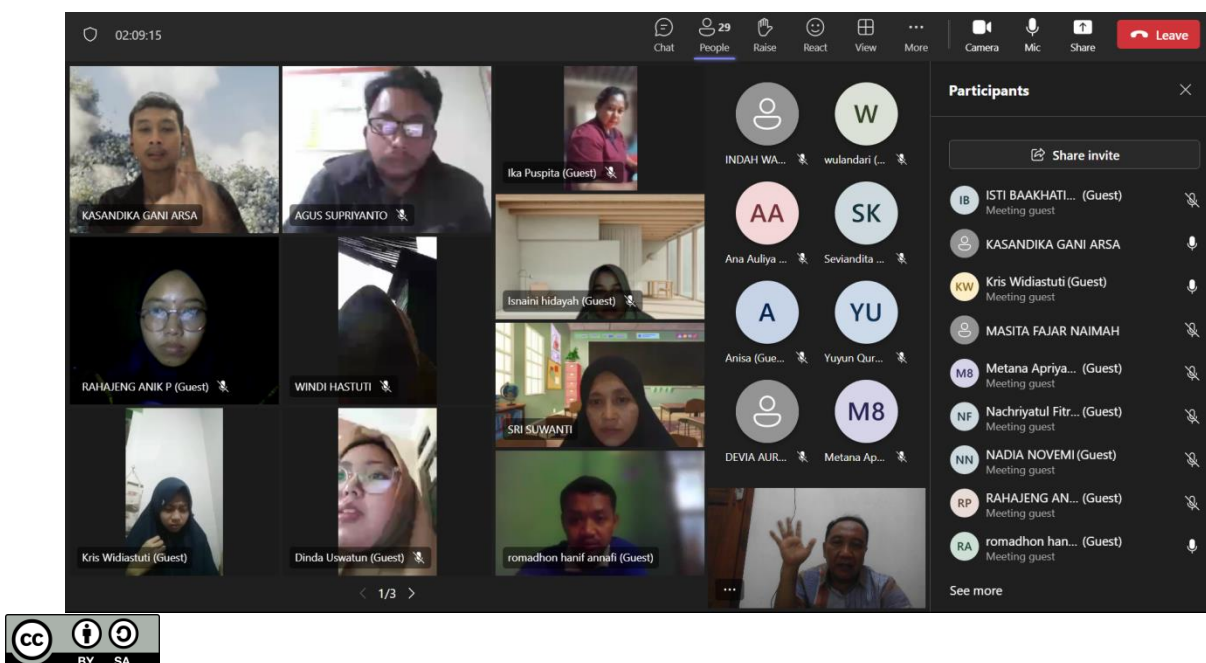 02:09:15
29
Chat People Raise React View More Camera Mic Share Leave
KASANDIKA GANI ARSA
AGUS SUPRIYANTO
Ika Puspita (Guest)
RAHAJENG ANIK P (Guest)
WINDI HASTUTI
Isnaini hidayah (Guest)
SRI SUWANTI
Kris Widiastuti (Guest)
Dinda Uswatun (Guest)
romadhon hanif annafi (Guest)
< 1/3 >
W
INDAH WA...
wulandari (...
AA
SK
Ana Auliya ...
Seviandita ...
A
YU
Anisa (Gue...
Yuyun Qur...
M8
DEVIA AUR...
Metana Ap...
...
Participants
Share invite
IB
ISTI BAAKHATI... (Guest)
Meeting guest
KASANDIKA GANI ARSA
KW
Kris Widiastuti (Guest)
Meeting guest
MASITA FAJAR NAIMAH
M8
Metana Apriya... (Guest)
Meeting guest
NF
Nachriyatul Fitr... (Guest)
Meeting guest
NN
NADIA NOVEMI (Guest)
Meeting guest
RP
RAHAJENG AN... (Guest)
Meeting guest
RA
romadhon han... (Guest)
Meeting guest
See more
cc
BY SA